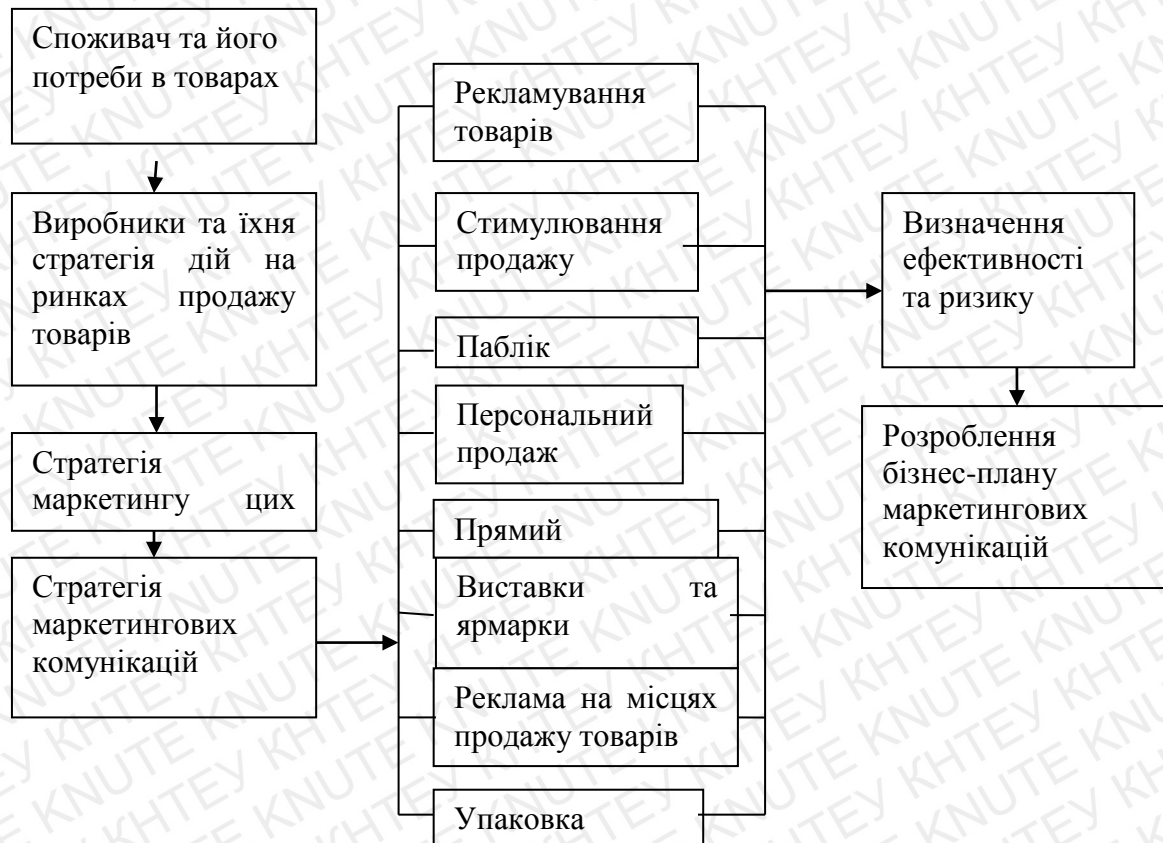 Споживач та його
потреби в товарах
Виробники та їхня
стратегія дій на
ринках продажу
товарів
Стратегія
маркетингу цих
Стратегія
маркетингових
комунікацій
Рекламування
товарів
Стимулювання
продажу
Паблік
Персональний
продаж
Прямий
Виставки та
ярмарки
Реклама на місцях
продажу товарів
Упаковка
Визначення
ефективності
та ризику
Розроблення
бізнес-плану
маркетингових
комунікацій
КНТЕУ KNUTE